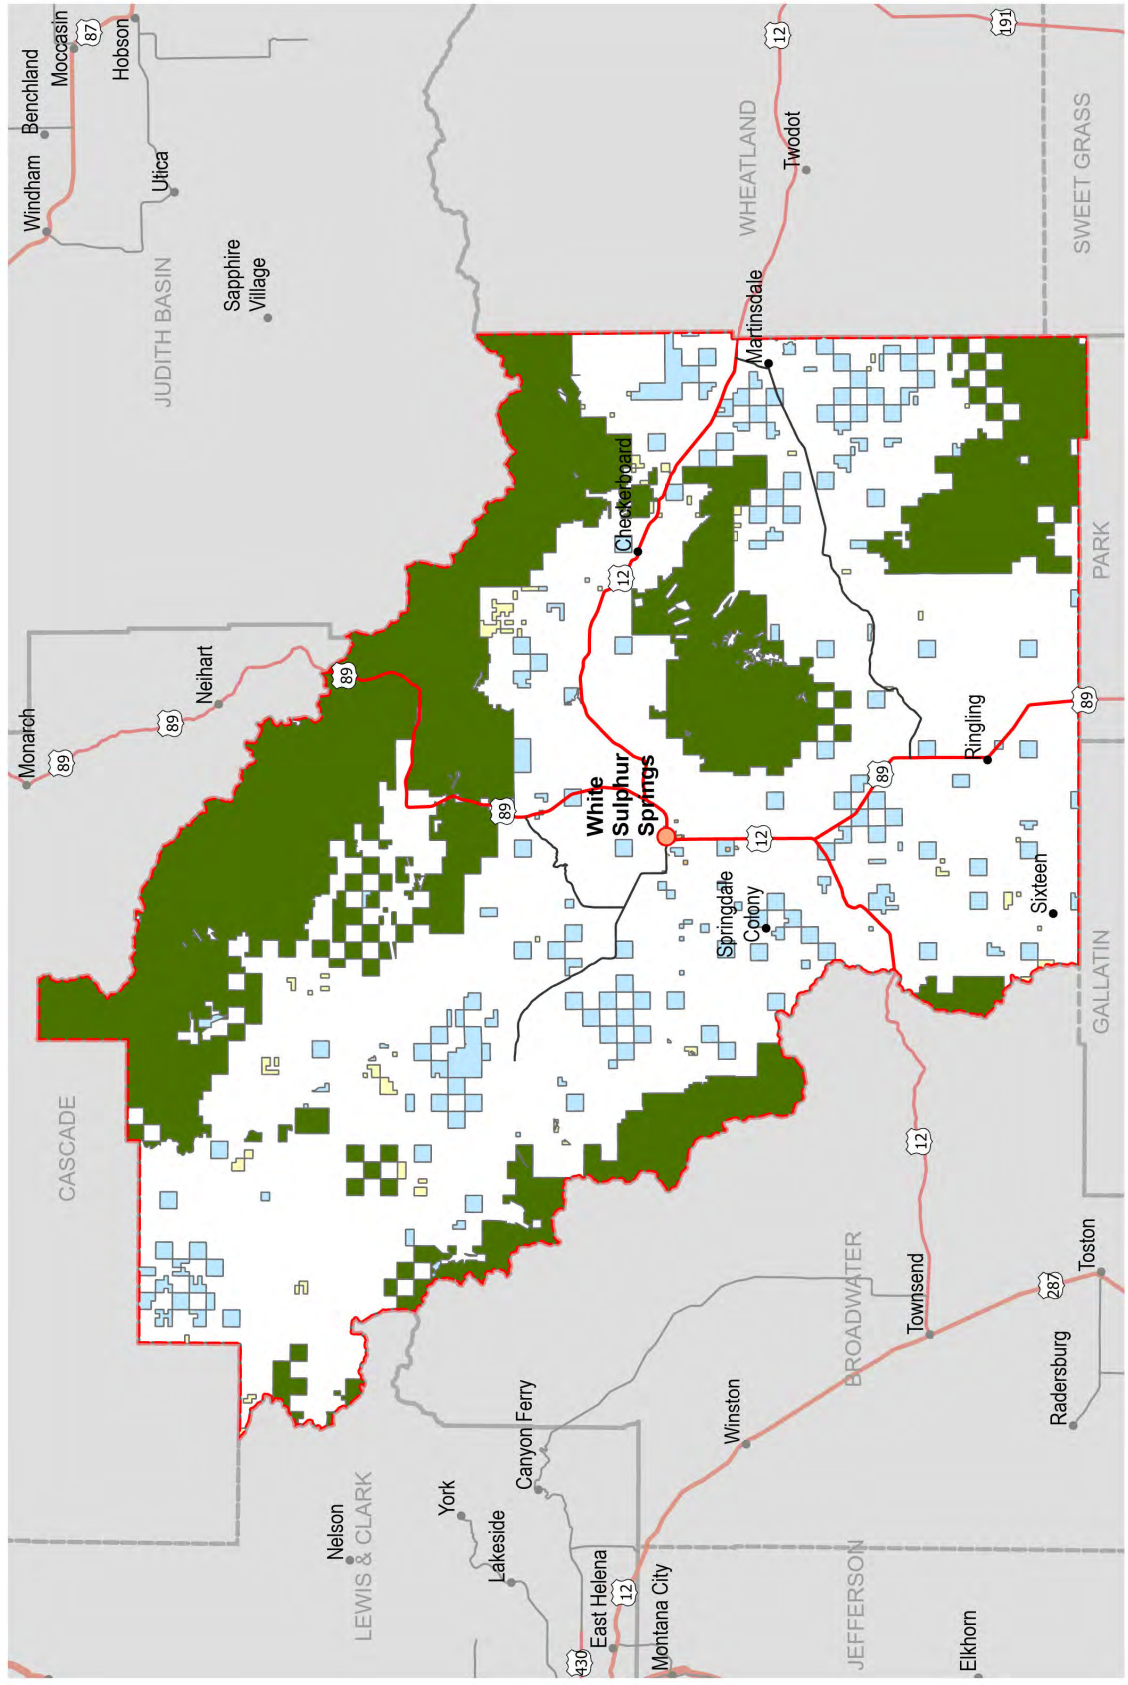 Moccasin
87
Hobson
Benchland
Windham
Utica
JUDITH BASIN
Sapphire
Village
12
191
WHEATLAND
Twodot
SWEET GRASS
Martinsdale
Checkerboard
12
PARK
Monarch
89
89
Neihart
89
89
White
Sulphur
Springs
12
89
Ringling
89
Springdale
Colony
Sixteen
GALLATIN
CASCADE
12
BROADWATER
Townsend
287
Toston
Radersburg
Winston
Canyon Ferry
York
Lakeside
Nelson
LEWIS & CLARK
East Helena
12
430
Montana City
JEFFERSON
Elkhorn